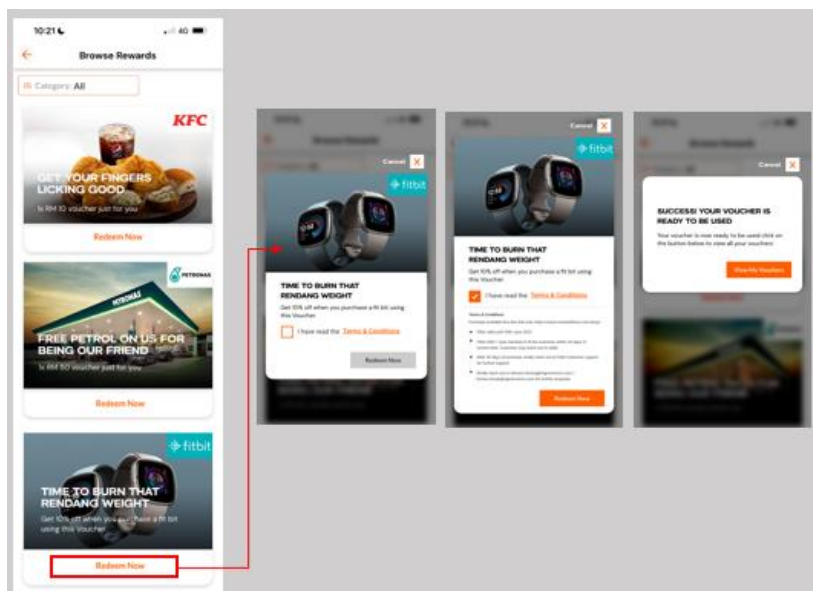 10:21
4G
Browse Rewards
Category: All
KFC
GET YOUR FINGERS
LICKING GOOD
1x RM 10 voucher just for you
Redeem Now
PETRONAS
PETRONAS
FREE PETROL ON US FOR
BEING OUR FRIEND
1x RM 50 voucher just for you
Redeem Now
fitbit
TIME TO BURN THAT
RENDANG WEIGHT
Get 10% off when you purchase a fit bit
using this Voucher
Redeem Now
Cancel X
fitbit
TIME TO BURN THAT
RENDANG WEIGHT
Get 10% off when you purchase a fit bit using
this Voucher
I have read the Terms & Conditions
Redeem Now
Cancel X
fitbit
TIME TO BURN THAT
RENDANG WEIGHT
Get 10% off when you purchase a fit bit using
this Voucher
I have read the Terms & Conditions
Terms & Conditions
Redeem Now
Cancel X
SUCCESS! YOUR VOUCHER IS
READY TO BE USED
Your voucher is now ready to be used click on
the button below to view all your vouchers
View My Vouchers